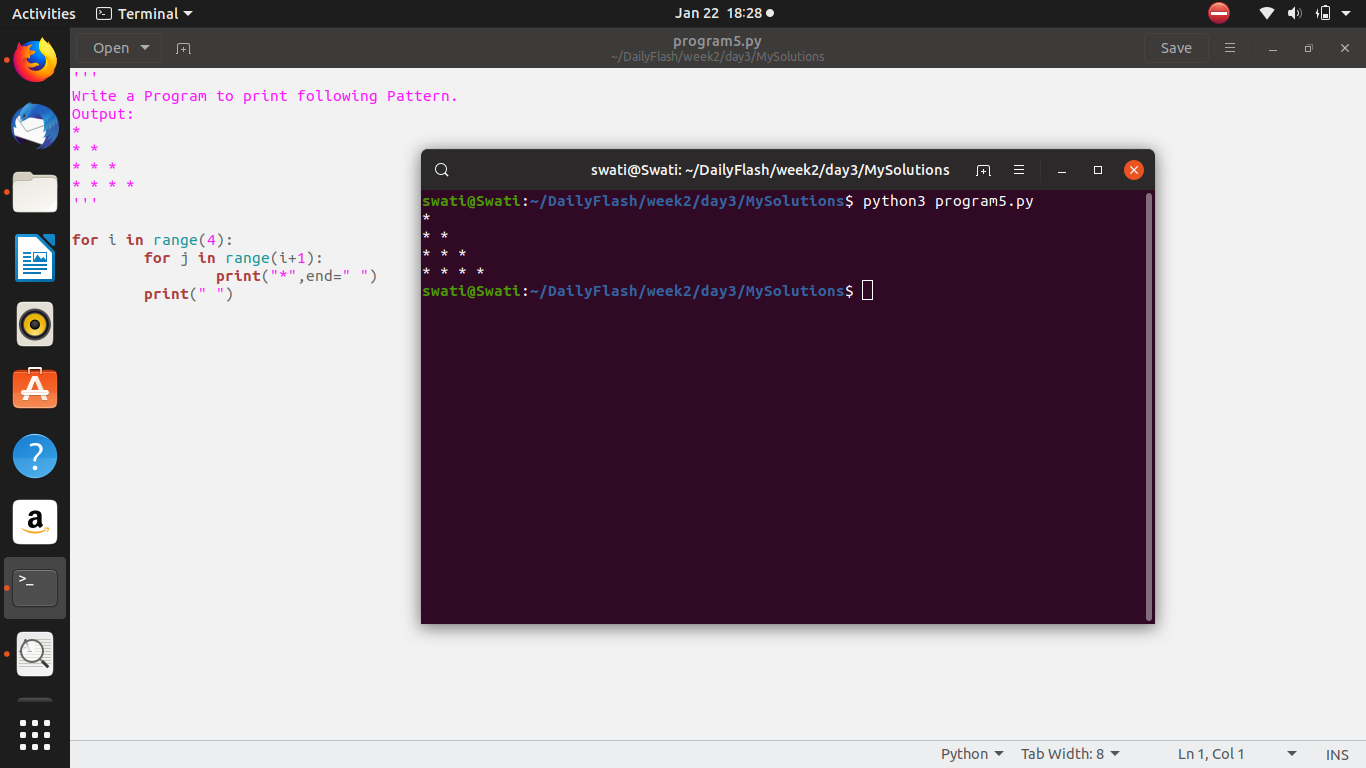 Activities Terminal Jan 22 18:28
Open program5.py Save
~/DailyFlash/week2/day3/MySolutions
'''
Write a Program to print following Pattern.
Output:
*
* *
* * *
* * * *
'''
for i in range(4):
        for j in range(i+1):
                print("*",end=" ")
        print(" ")
swati@Swati: ~/DailyFlash/week2/day3/MySolutions
swati@Swati:~/DailyFlash/week2/day3/MySolutions$ python3 program5.py
*
* *
* * *
* * * *
swati@Swati:~/DailyFlash/week2/day3/MySolutions$
Python Tab Width: 8 Ln 1, Col 1 INS